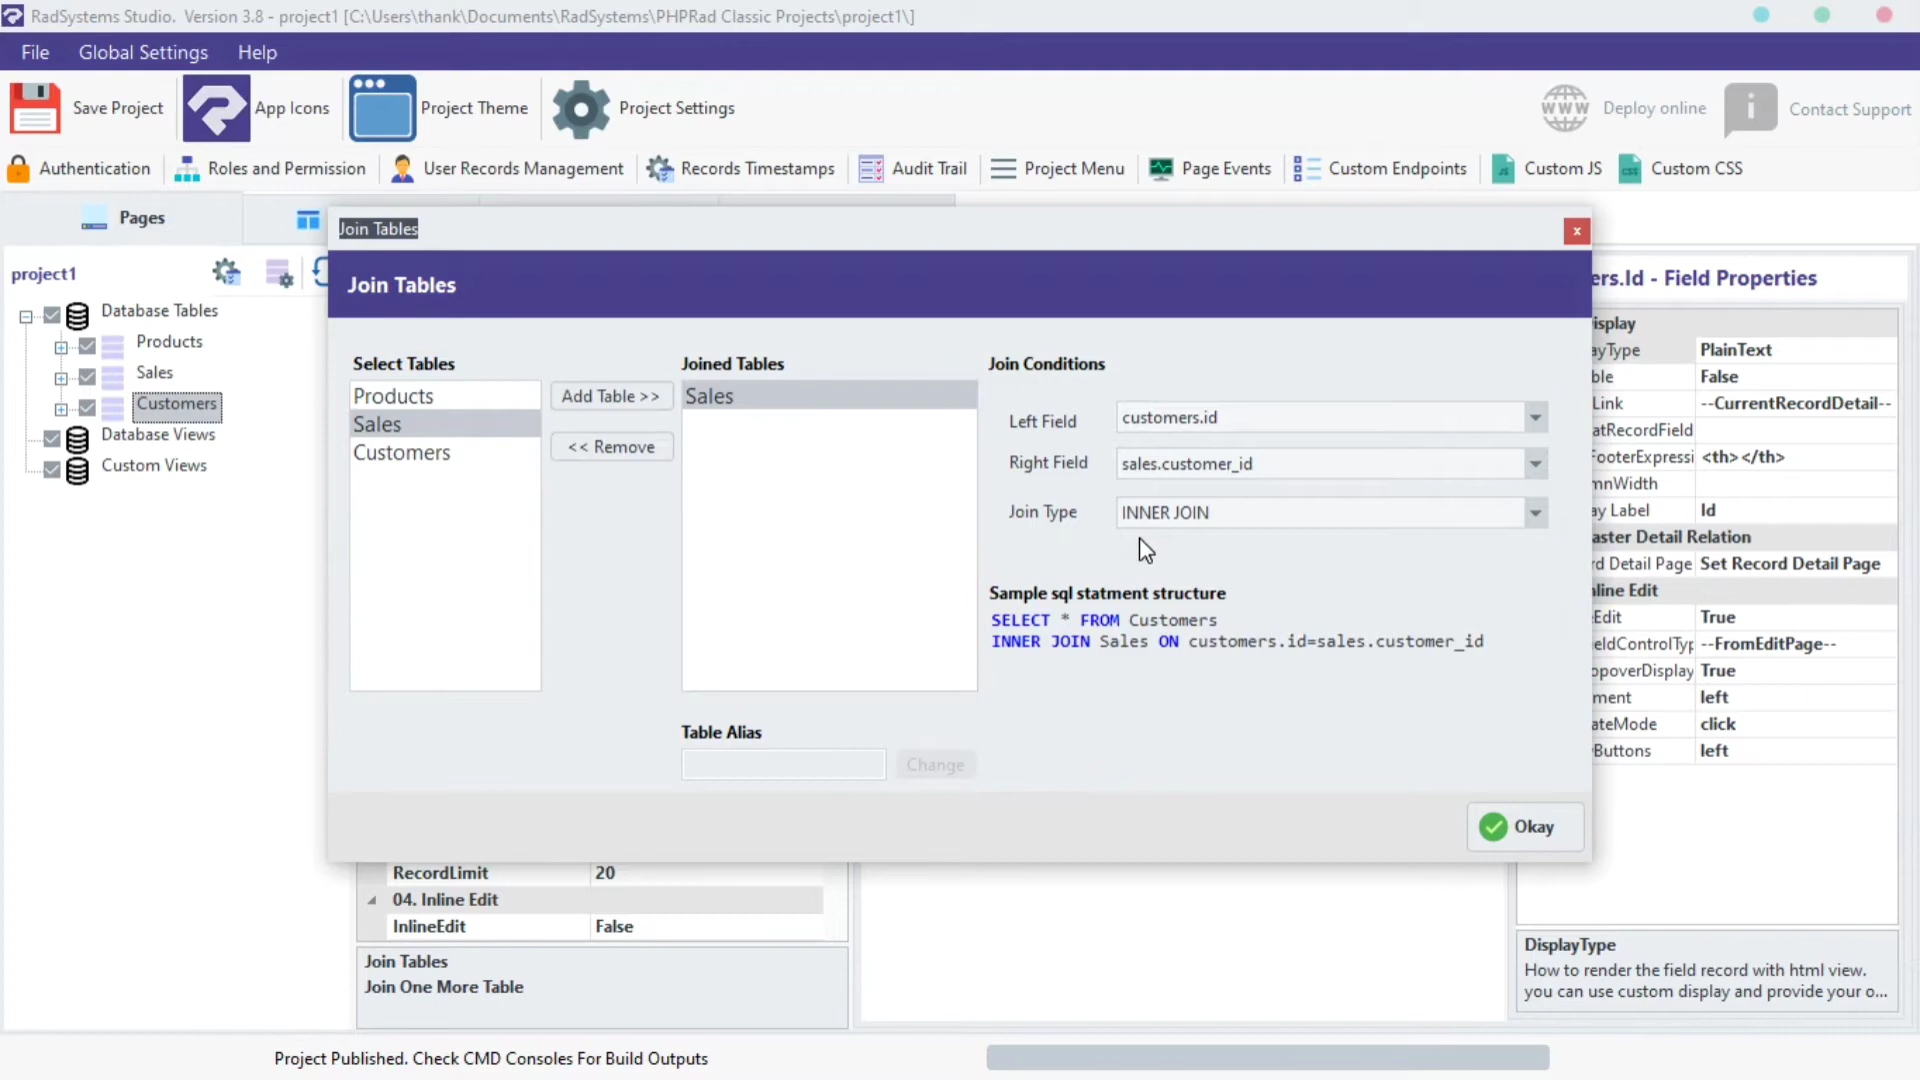 RadSystems Studio.  Version 3.8 - project1 [C:\Users\thank\Documents\RadSystems\PHPRad Classic Projects\project1\]
File Global Settings Help
Save Project App Icons Project Theme Project Settings WWW Deploy online Contact Support
Authentication Roles and Permission User Records Management Records Timestamps Audit Trail Project Menu Page Events Custom Endpoints Custom JS Custom CSS
Pages
Join Tables
x
project1
Join Tables
ers.Id - Field Properties
Database Tables
Products
Sales
Customers
Database Views
Custom Views
Select Tables
Products
Sales
Customers
Add Table >>
<< Remove
Joined Tables
Sales
Table Alias
Change
Join Conditions
Left Field customers.id
Right Field sales.customer_id
Join Type INNER JOIN
Sample sql statment structure
SELECT * FROM Customers
INNER JOIN Sales ON customers.id=sales.customer_id
Okay
isplay
ayType PlainText
ble False
Link --CurrentRecordDetail--
atRecordField
FooterExpressi <th></th>
mnWidth
ay Label Id
aster Detail Relation
rd Detail Page Set Record Detail Page
nline Edit
Edit True
eldControlTyp --FromEditPage--
opoverDisplay True
ment left
ateMode click
Buttons left
RecordLimit 20
04. Inline Edit
InlineEdit False
Join Tables
Join One More Table
DisplayType
How to render the field record with html view.
you can use custom display and provide your o...
Project Published. Check CMD Consoles For Build Outputs